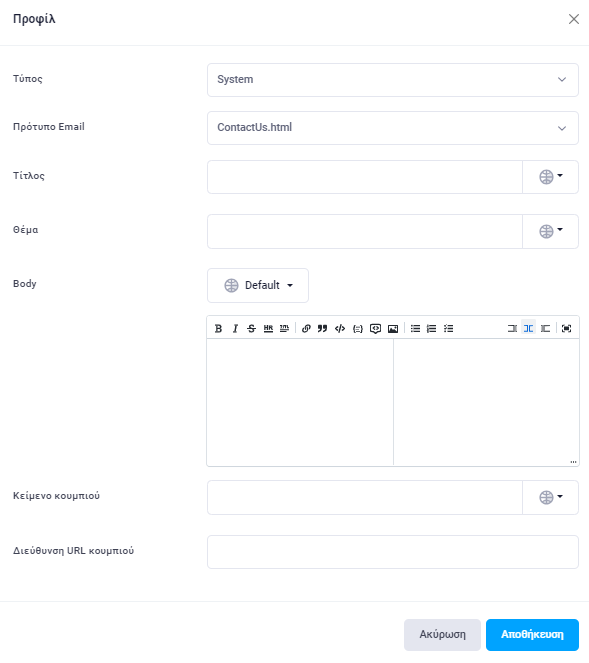 Προφίλ
Τύπος
System
Πρότυπο Email
ContactUs.html
Τίτλος
Θέμα
Body
Default
Κείμενο κουμπιού
Διεύθυνση URL κουμπιού
Ακύρωση
Αποθήκευση